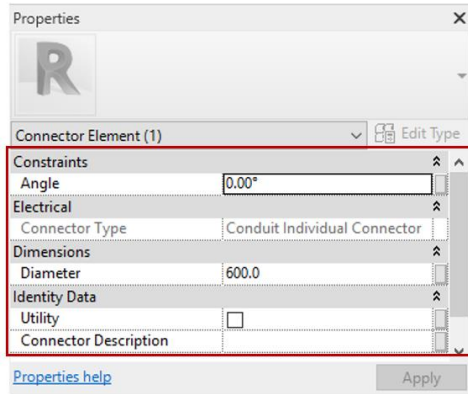 Properties
R
Connector Element (1)
Edit Type
Constraints
Angle 0.00°
Electrical
Connector Type Conduit Individual Connector
Dimensions
Diameter 600.0
Identity Data
Utility
Connector Description
Properties help
Apply